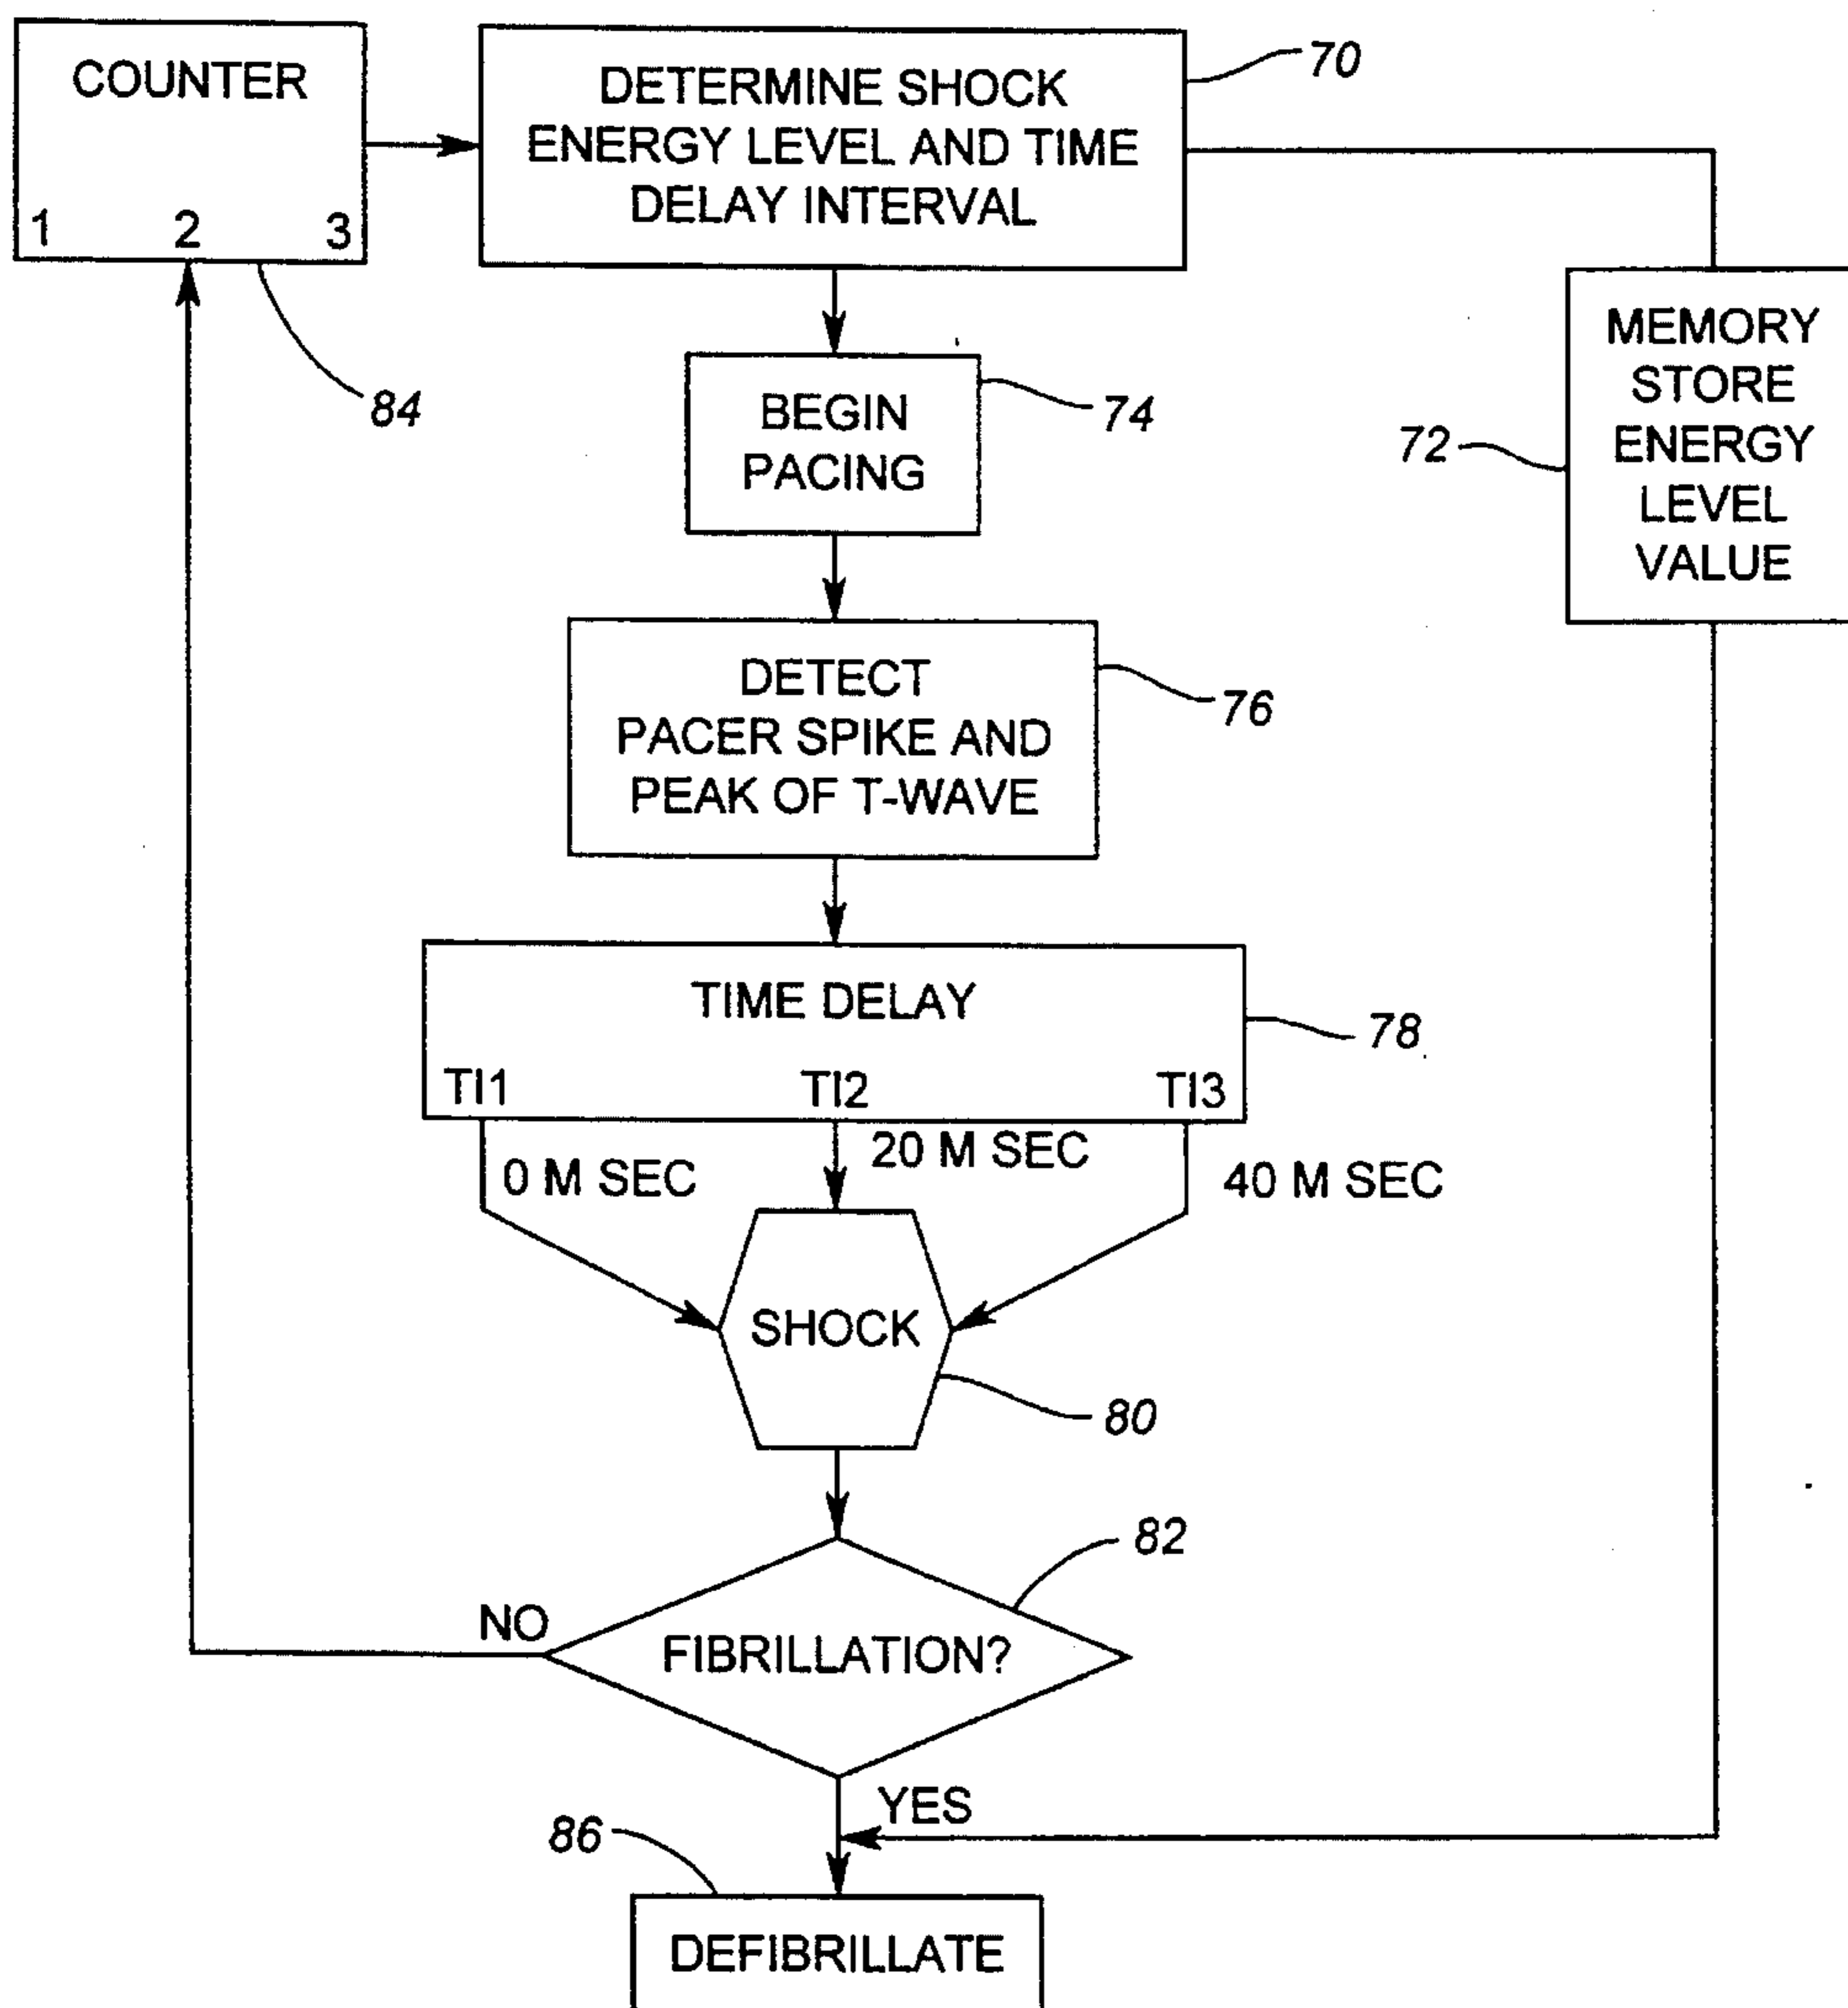 COUNTER
1 2 3
84
DETERMINE SHOCK
ENERGY LEVEL AND TIME
DELAY INTERVAL
70
MEMORY
STORE
ENERGY
LEVEL
VALUE
72
BEGIN
PACING
74
DETECT
PACER SPIKE AND
PEAK OF T-WAVE
76
TIME DELAY
TI1 TI2 TI3
78
0 M SEC
20 M SEC
40 M SEC
SHOCK
80
FIBRILLATION?
82
NO
YES
86
DEFIBRILLATE